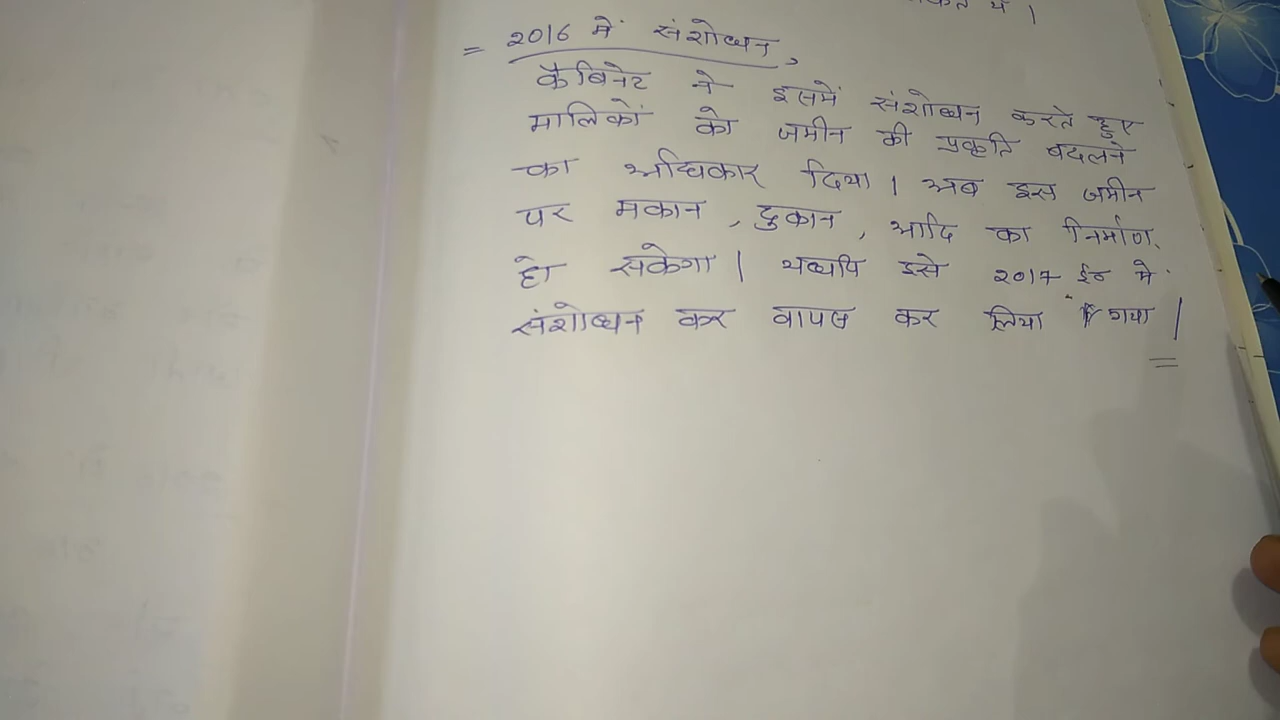 = 2016 में संशोधन,
कैबिनेट ने इसमें संशोधन करते हुए
मालिकों को जमीन की प्रकृति बदलने
का अधिकार दिया। अब इस जमीन
पर मकान, दुकान, आदि का निर्माण
हो सकेगा। यद्यपि इसे 2017 ई० में
संशोधन कर वापस कर लिया गया।